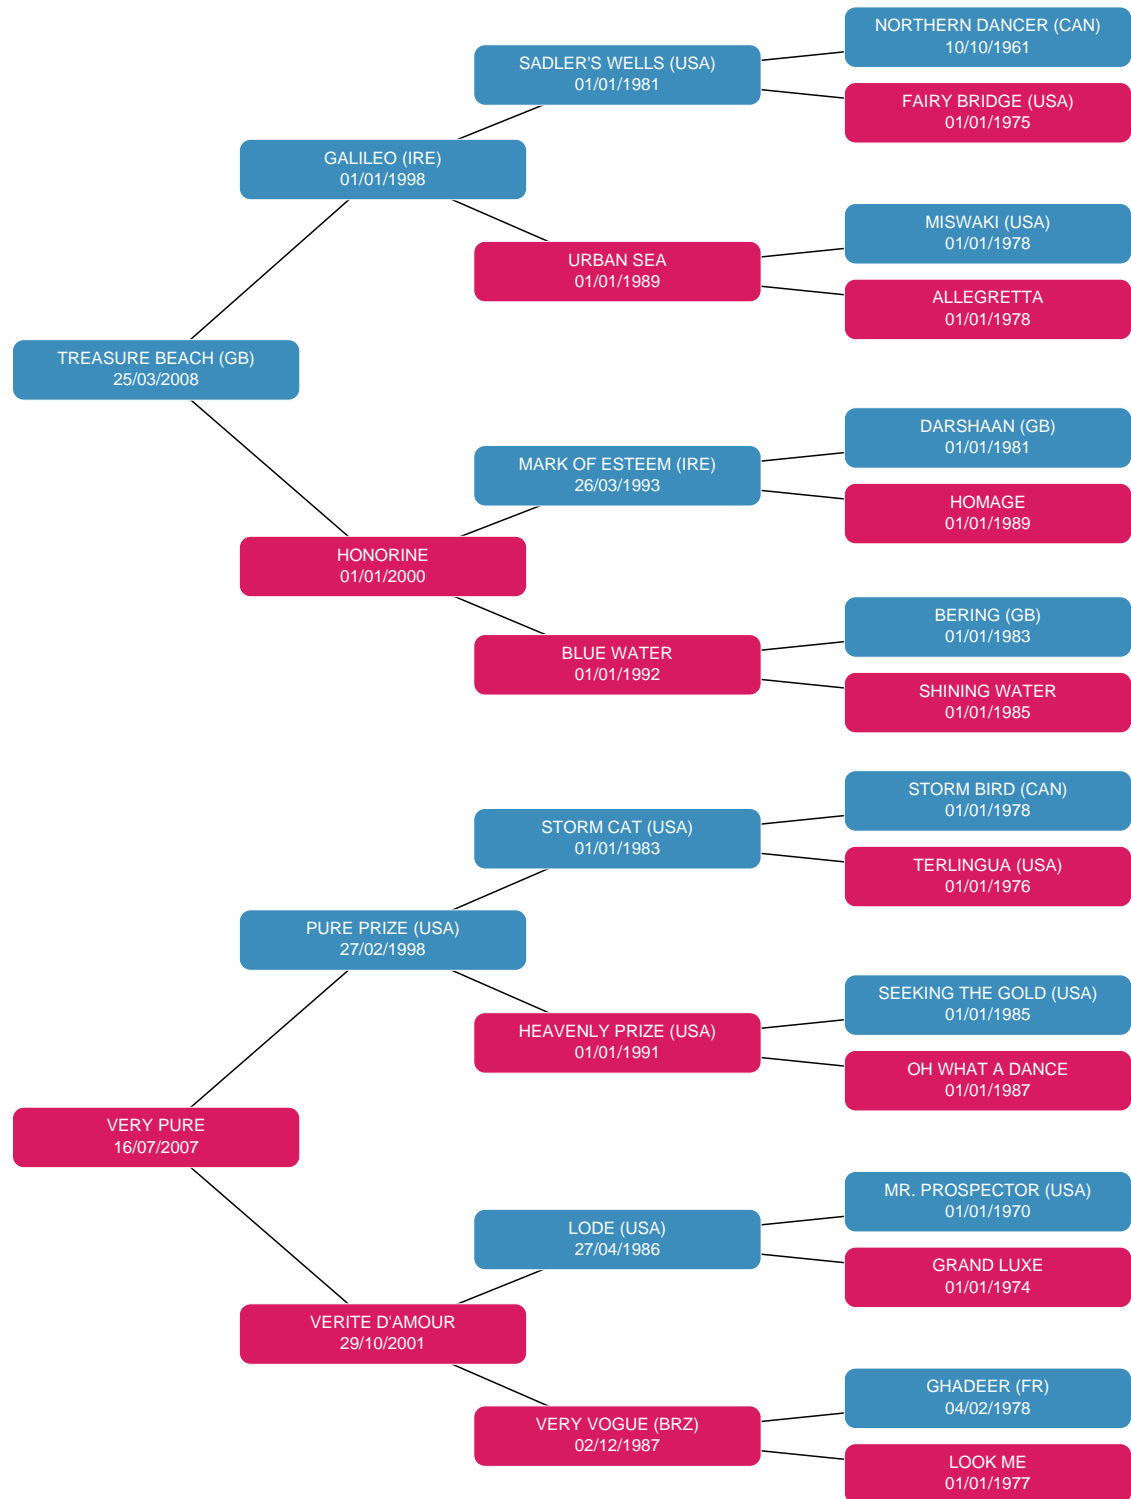 NORTHERN DANCER (CAN)
10/10/1961
SADLER'S WELLS (USA)
01/01/1981
FAIRY BRIDGE (USA)
01/01/1975
GALILEO (IRE)
01/01/1998
MISWAKI (USA)
01/01/1978
URBAN SEA
01/01/1989
ALLEGRETTA
01/01/1978
TREASURE BEACH (GB)
25/03/2008
DARSHAAN (GB)
01/01/1981
MARK OF ESTEEM (IRE)
26/03/1993
HOMAGE
01/01/1989
HONORINE
01/01/2000
BERING (GB)
01/01/1983
BLUE WATER
01/01/1992
SHINING WATER
01/01/1985
STORM BIRD (CAN)
01/01/1978
STORM CAT (USA)
01/01/1983
TERLINGUA (USA)
01/01/1976
PURE PRIZE (USA)
27/02/1998
SEEKING THE GOLD (USA)
01/01/1985
HEAVENLY PRIZE (USA)
01/01/1991
OH WHAT A DANCE
01/01/1987
VERY PURE
16/07/2007
MR. PROSPECTOR (USA)
01/01/1970
LODE (USA)
27/04/1986
GRAND LUXE
01/01/1974
VERITE D'AMOUR
29/10/2001
GHADEER (FR)
04/02/1978
VERY VOGUE (BRZ)
02/12/1987
LOOK ME
01/01/1977